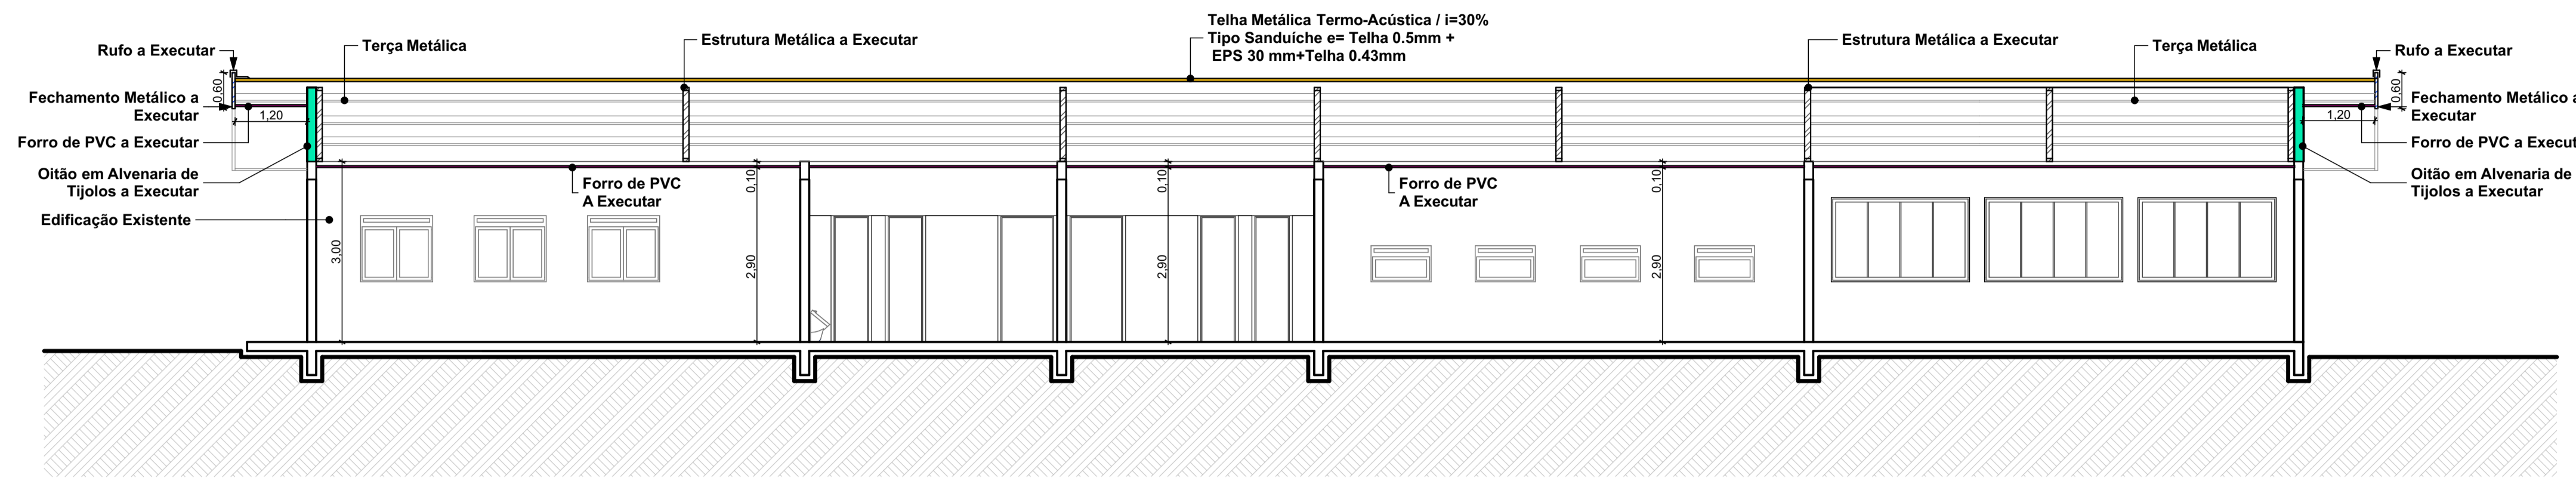 Telha Metálica Termo-Acústica / i=30%
Tipo Sanduíche e= Telha 0.5mm +
EPS 30 mm+Telha 0.43mm
Rufo a Executar
Terça Metálica
Estrutura Metálica a Executar
Estrutura Metálica a Executar
Terça Metálica
Rufo a Executar
0,60
0,60
Fechamento Metálico a
Executar
1,20
Forro de PVC a Executar
Oitão em Alvenaria de
Tijolos a Executar
Edificação Existente
Fechamento Metálico a
Executar
1,20
Forro de PVC a Execut
Oitão em Alvenaria de
Tijolos a Executar
Forro de PVC
A Executar
Forro de PVC
A Executar
0,10
0,10
0,10
3,00
2,90
2,90
2,90